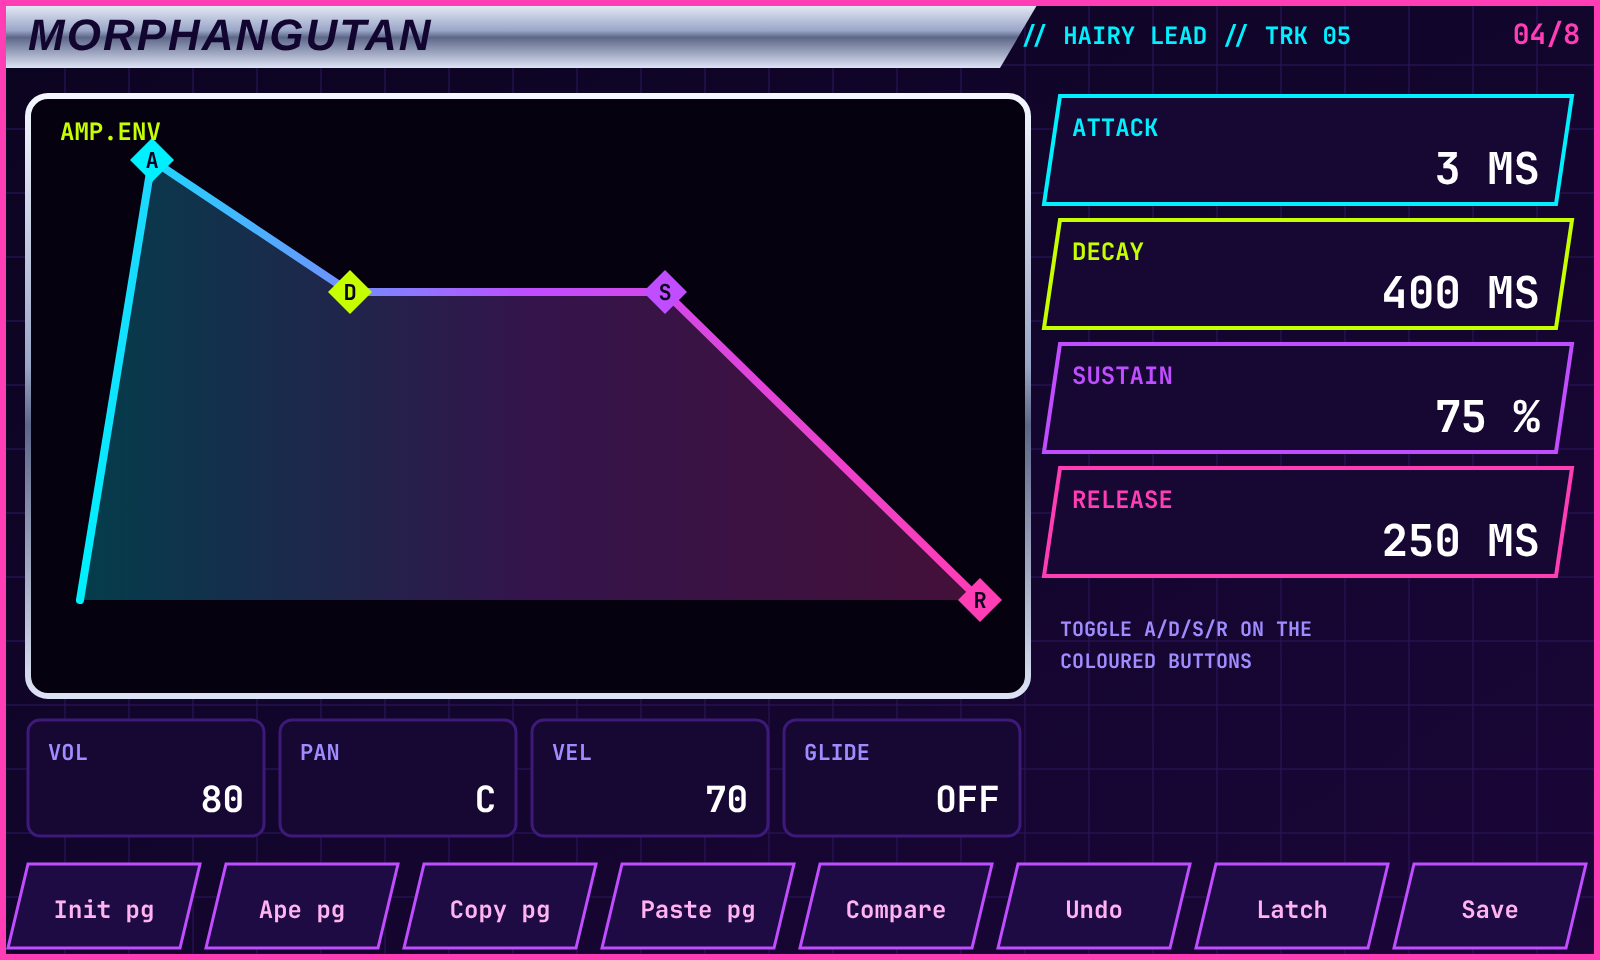 MORPHANGUTAN
// HAIRY LEAD // TRK 05
04/8
AMP.ENV
A
D
S
R
ATTACK
3 MS
DECAY
400 MS
SUSTAIN
75 %
RELEASE
250 MS
TOGGLE A/D/S/R ON THE
COLOURED BUTTONS
VOL
80
PAN
C
VEL
70
GLIDE
OFF
Init pg
Ape pg
Copy pg
Paste pg
Compare
Undo
Latch
Save